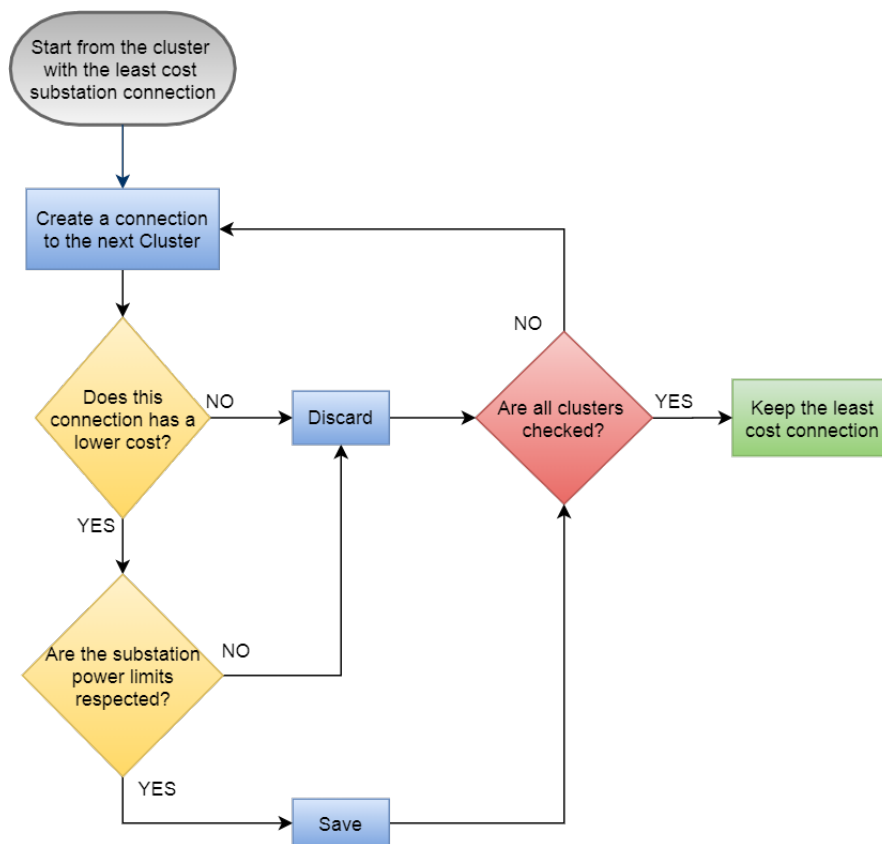 Start from the cluster
with the least cost
substation connection
Create a connection
to the next Cluster
NO
Does this
connection has a
lower cost?
NO
Discard
Are all clusters
checked?
YES
Keep the least
cost connection
YES
Are the substation
power limits
respected?
NO
YES
Save